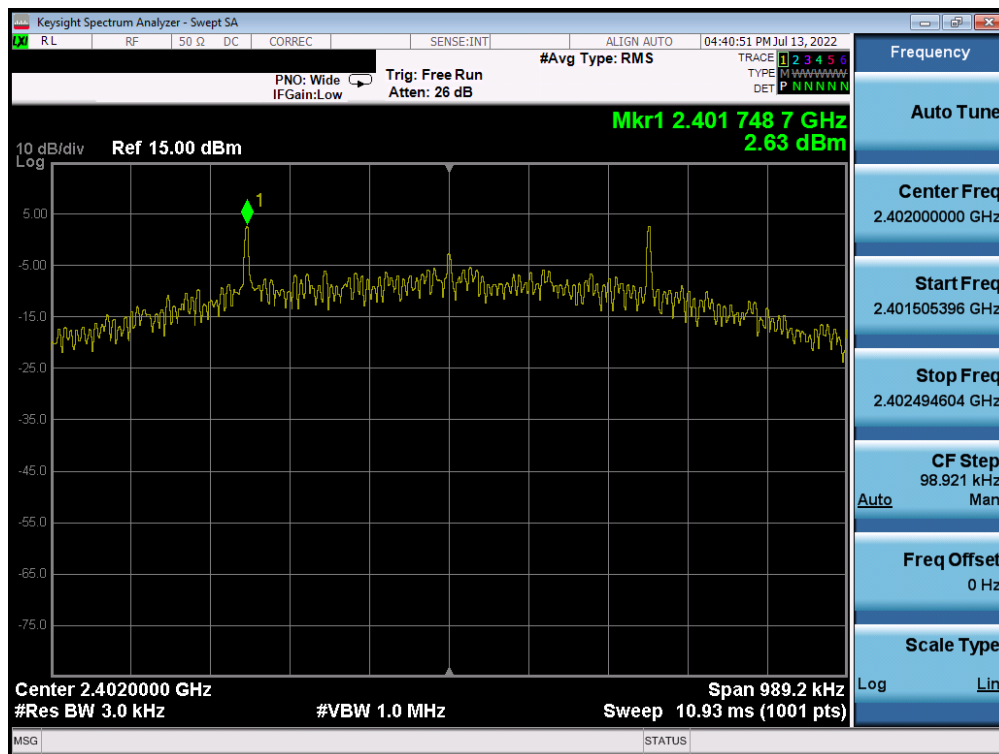 Keysight Spectrum Analyzer - Swept SA
LXI RL RF 50 Ω DC CORREC SENSE:INT ALIGN AUTO 04:40:51 PM Jul 13, 2022
Frequency
#Avg Type: RMS
TRACE 1 2 3 4 5 6
PNO: Wide Trig: Free Run
TYPE M WWWWW
IFGain:Low Atten: 26 dB
DET P N N N N N
Auto Tune
Mkr1 2.401 748 7 GHz
2.63 dBm
10 dB/div Ref 15.00 dBm
Log
1
5.00
-5.00
-15.0
-25.0
-35.0
-45.0
-55.0
-65.0
-75.0
Center Freq
2.402000000 GHz
Start Freq
2.401505396 GHz
Stop Freq
2.402494604 GHz
CF Step
98.921 kHz
Auto Man
Freq Offset
0 Hz
Scale Type
Log Lin
Center 2.4020000 GHz Span 989.2 kHz
#Res BW 3.0 kHz #VBW 1.0 MHz Sweep 10.93 ms (1001 pts)
MSG STATUS